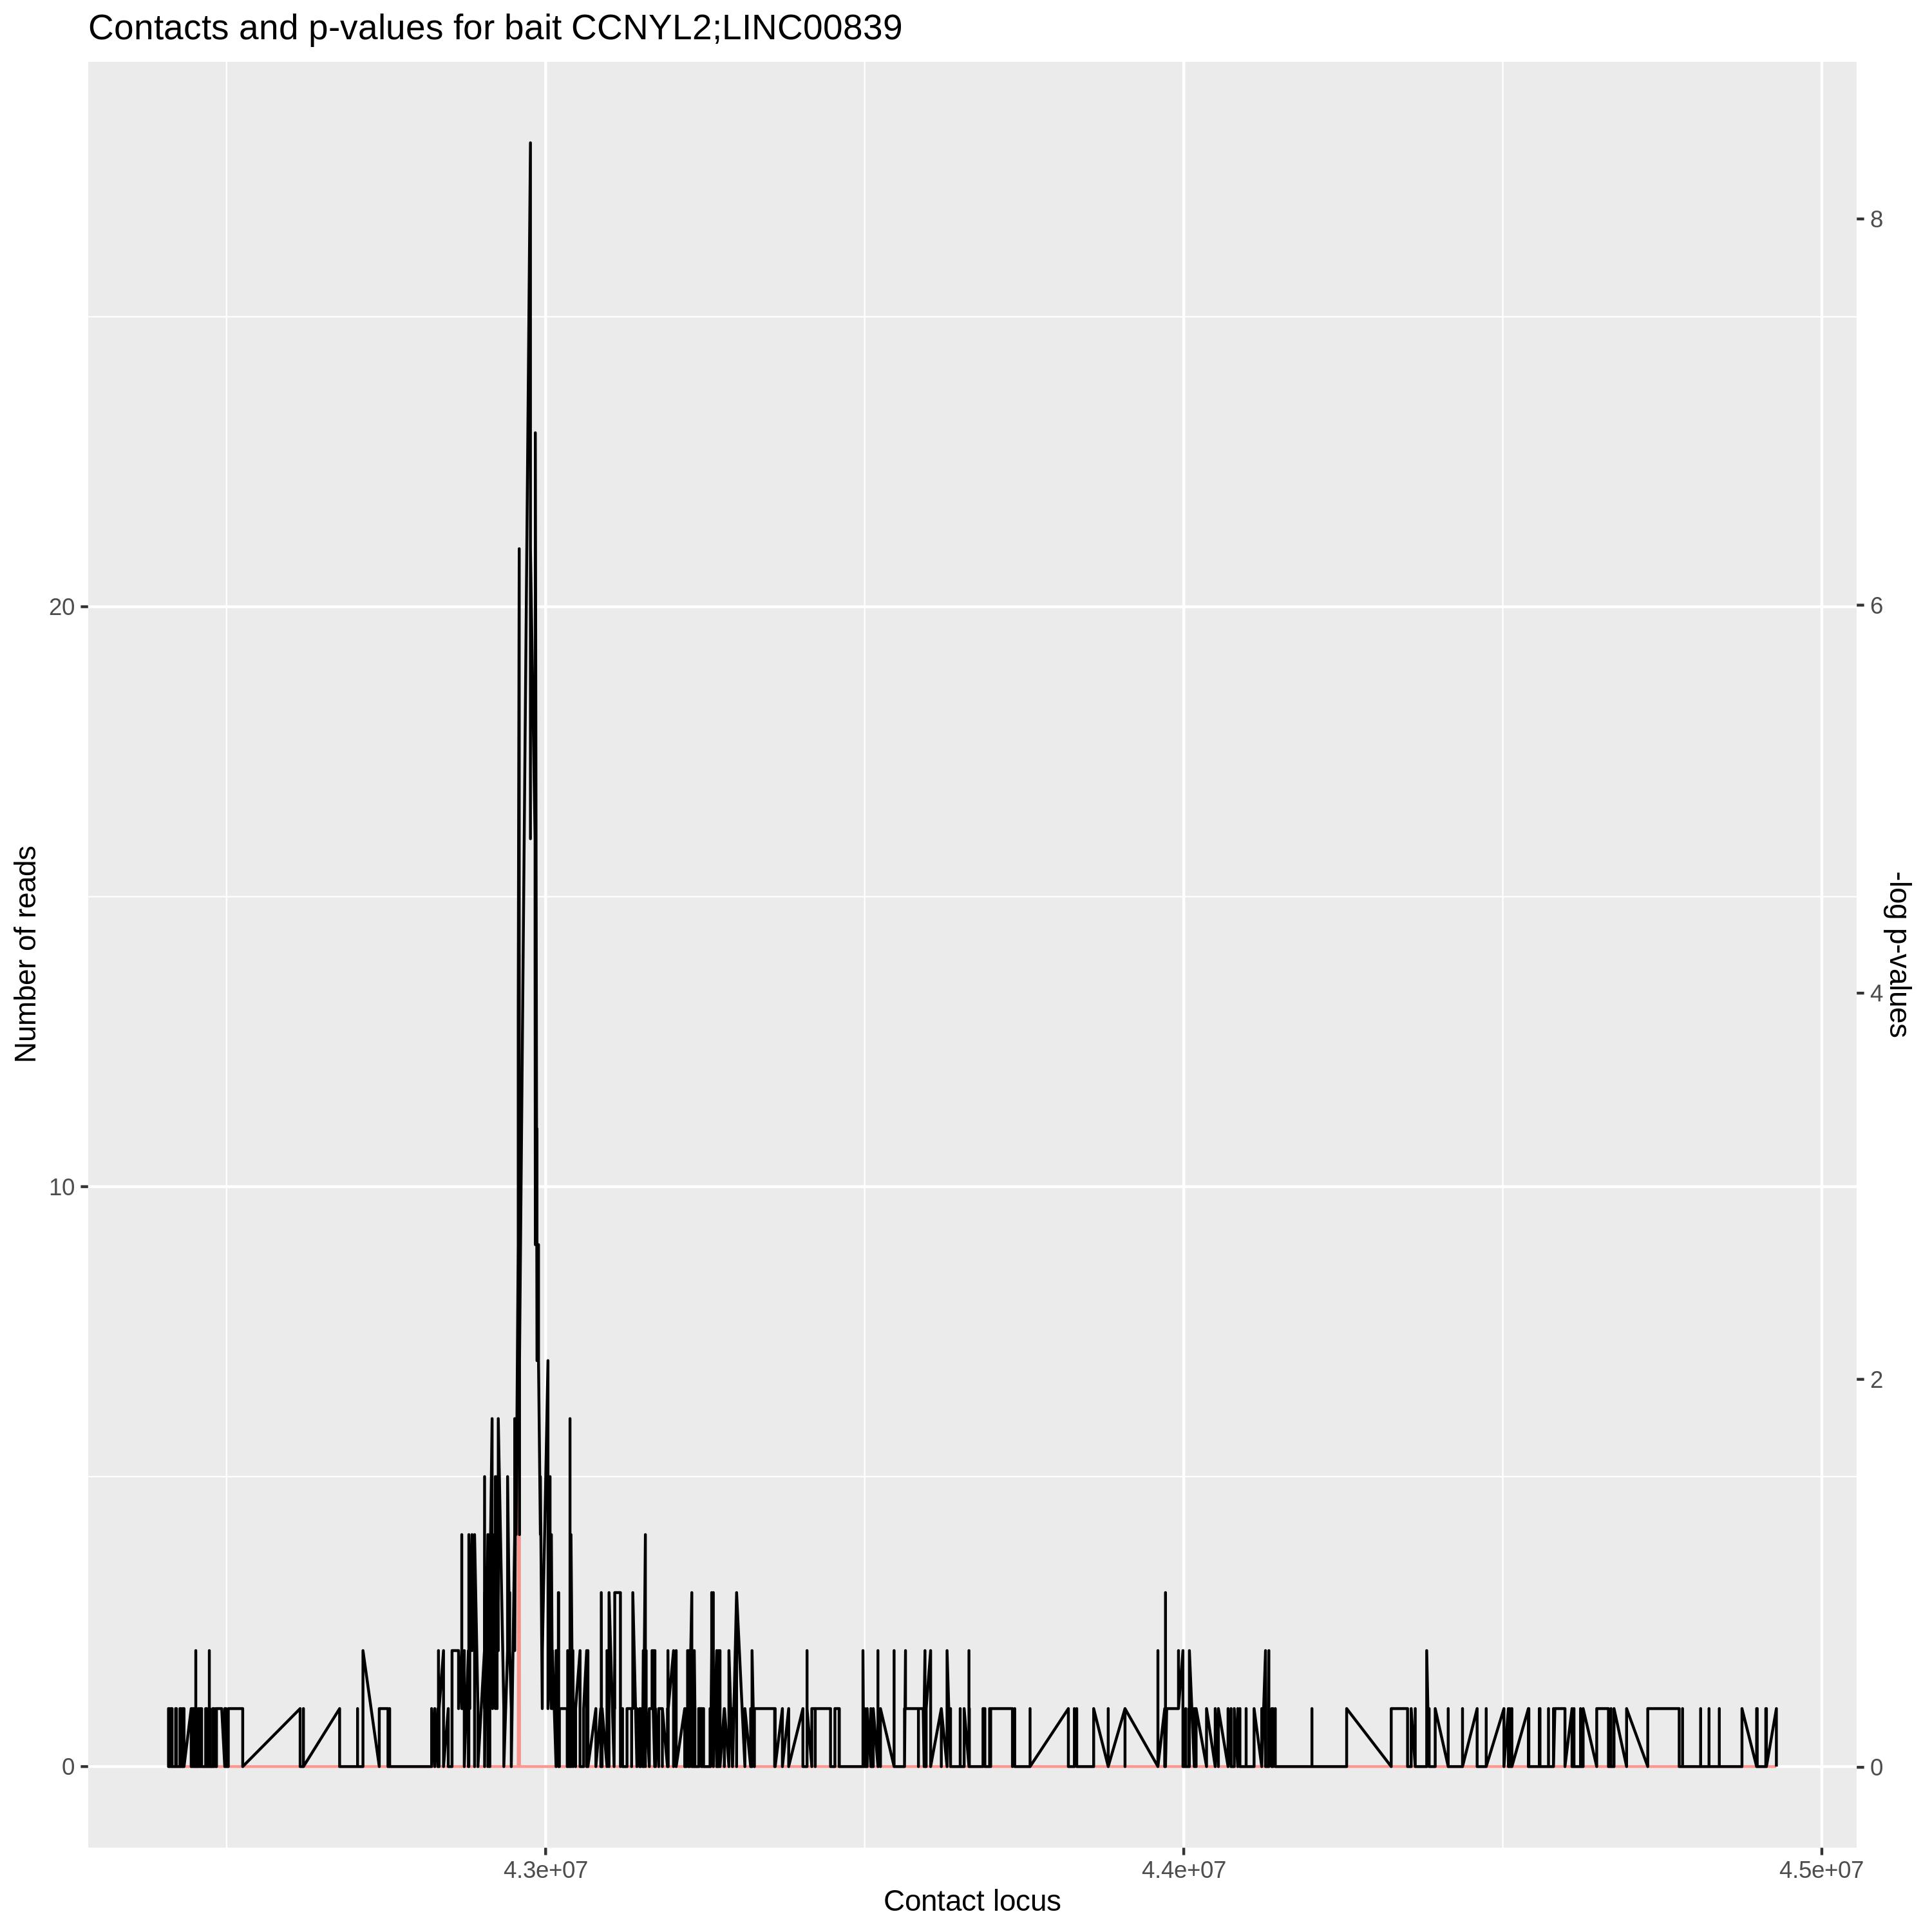 Contacts and p-values for bait CCNYL2;LINC00839
Number of reads
20
10
0
8
6
4
2
0
-log p-values
4.3e+07
4.4e+07
4.5e+07
Contact locus